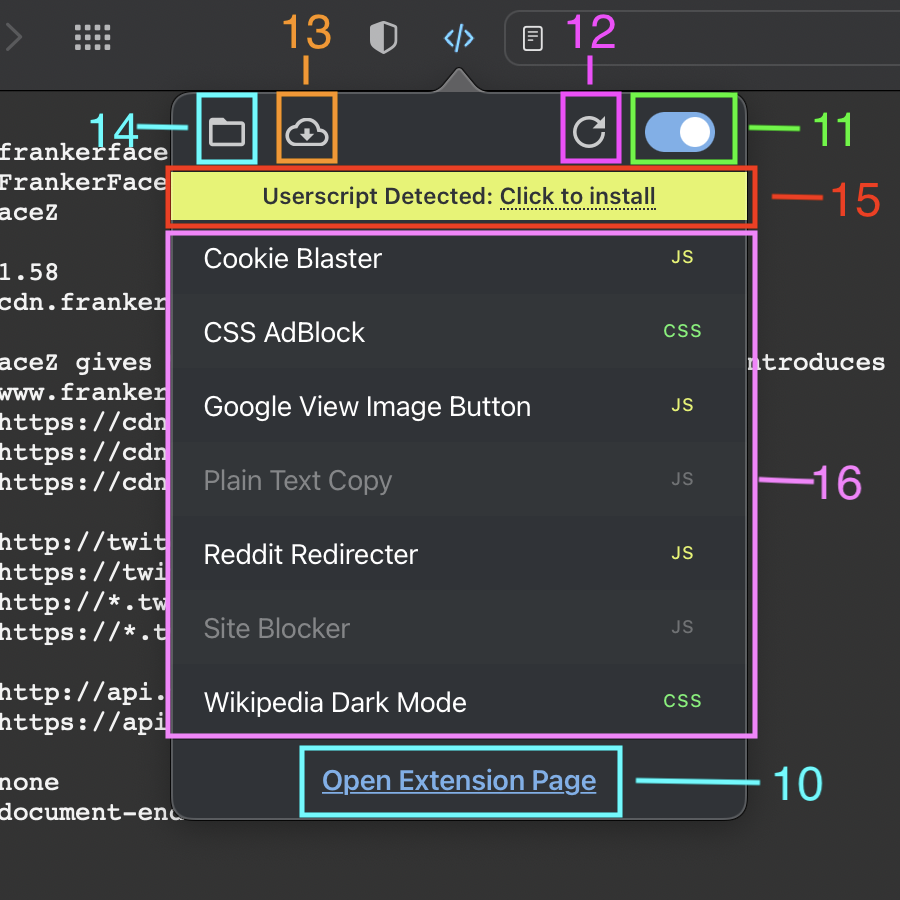 13
12
14
11
frankerface
FrankerFace
aceZ
Userscript Detected: Click to install
15
1.58
cdn.franker
Cookie Blaster JS
CSS AdBlock CSS
aceZ gives
ntroduces
www.franker
Google View Image Button JS
https://cdn
https://cdn
https://cdn
Plain Text Copy JS
16
http://twit
Reddit Redirecter JS
https://twi
http://*.tw
https://*.t
Site Blocker JS
http://api.
Wikipedia Dark Mode CSS
https://api
none
Open Extension Page
10
document-end